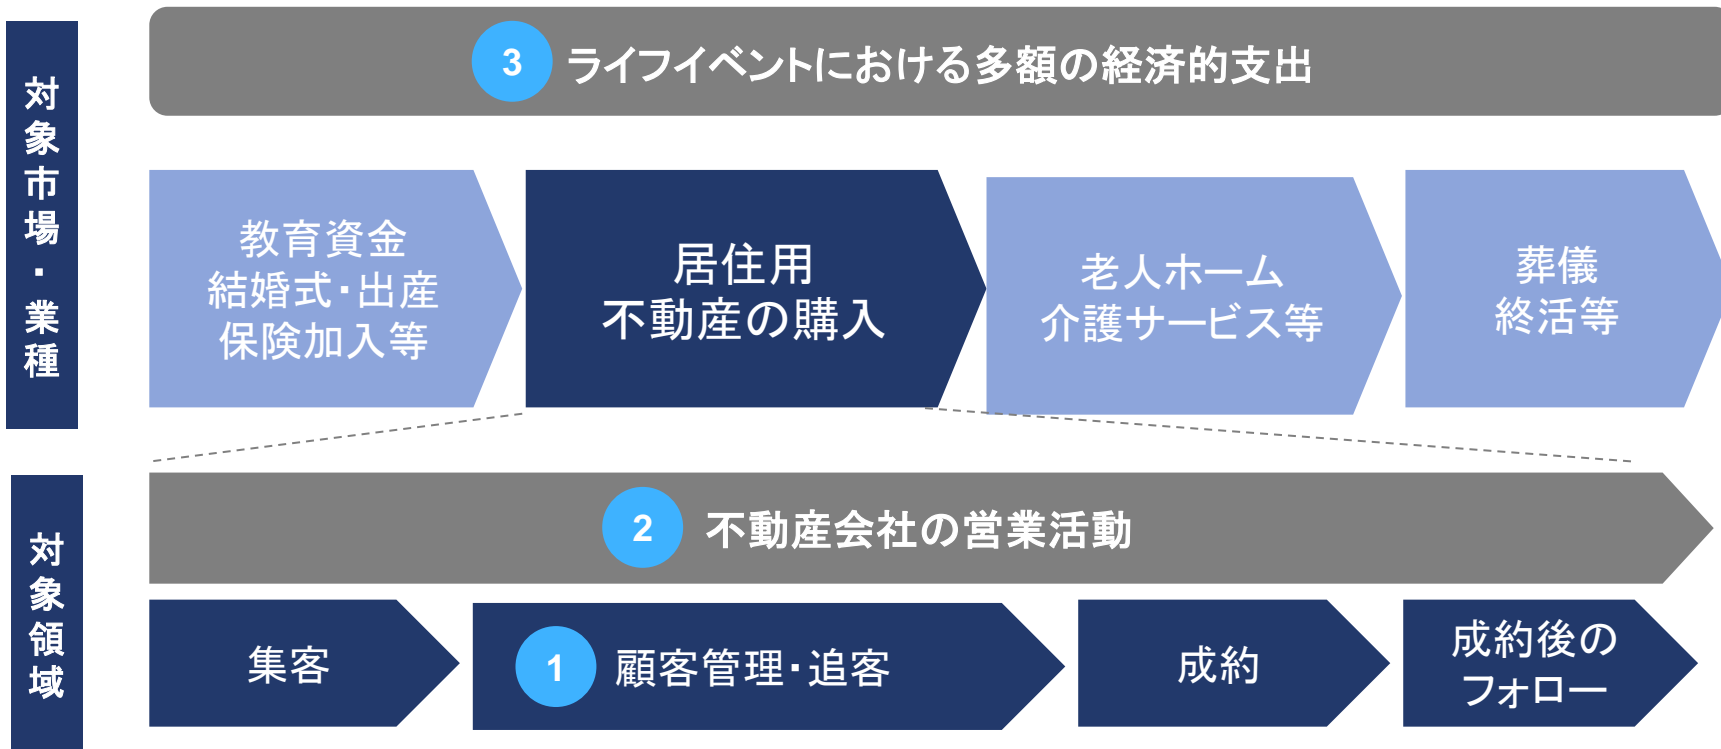 対象市場・業種
3 ライフイベントにおける多額の経済的支出
教育資金
結婚式・出産
保険加入等
居住用
不動産の購入
老人ホーム
介護サービス等
葬儀
終活等
対象領域
2 不動産会社の営業活動
集客
1 顧客管理・追客
成約
成約後の
フォロー